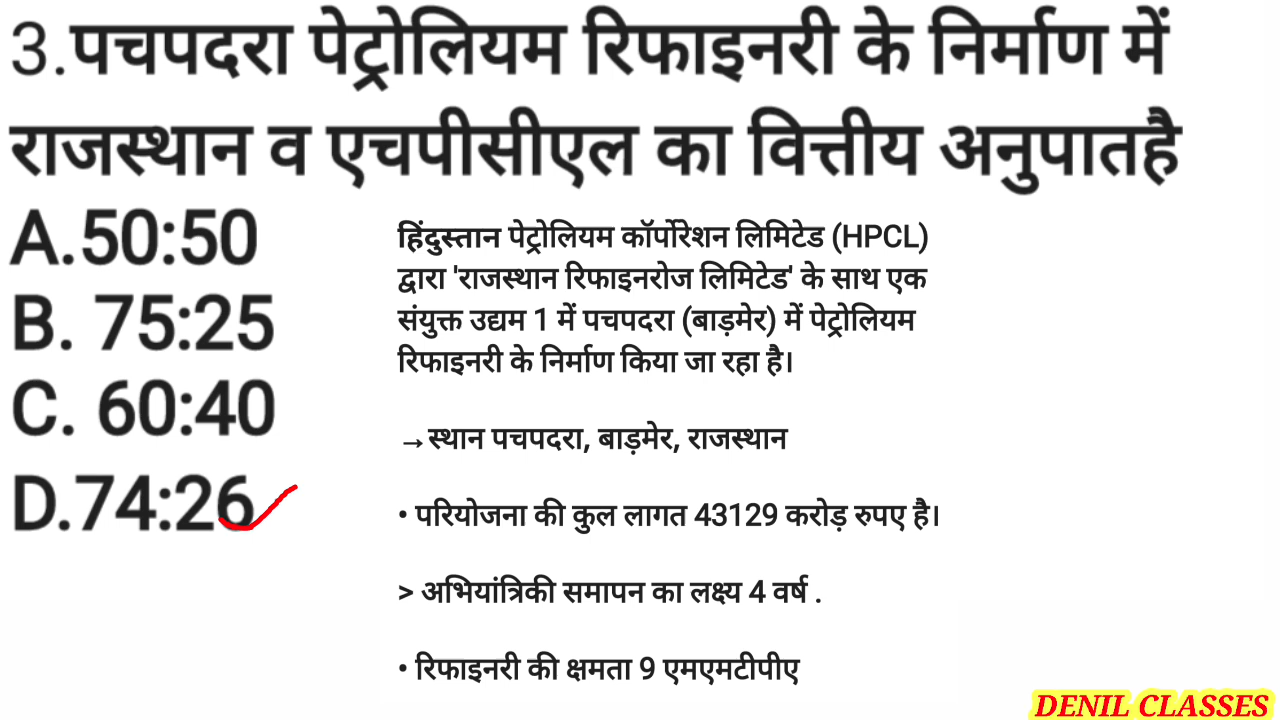 3.पचपदरा पेट्रोलियम रिफाइनरी के निर्माण में
राजस्थान व एचपीसीएल का वित्तीय अनुपातहै
A.50:50
B. 75:25
C. 60:40
D.74:26
हिंदुस्तान पेट्रोलियम कॉर्पोरेशन लिमिटेड (HPCL)
द्वारा 'राजस्थान रिफाइनरोज लिमिटेड' के साथ एक
संयुक्त उद्यम 1 में पचपदरा (बाड़मेर) में पेट्रोलियम
रिफाइनरी के निर्माण किया जा रहा है।
→स्थान पचपदरा, बाड़मेर, राजस्थान
• परियोजना की कुल लागत 43129 करोड़ रुपए है।
> अभियांत्रिकी समापन का लक्ष्य 4 वर्ष .
• रिफाइनरी की क्षमता 9 एमएमटीपीए
DENIL CLASSES